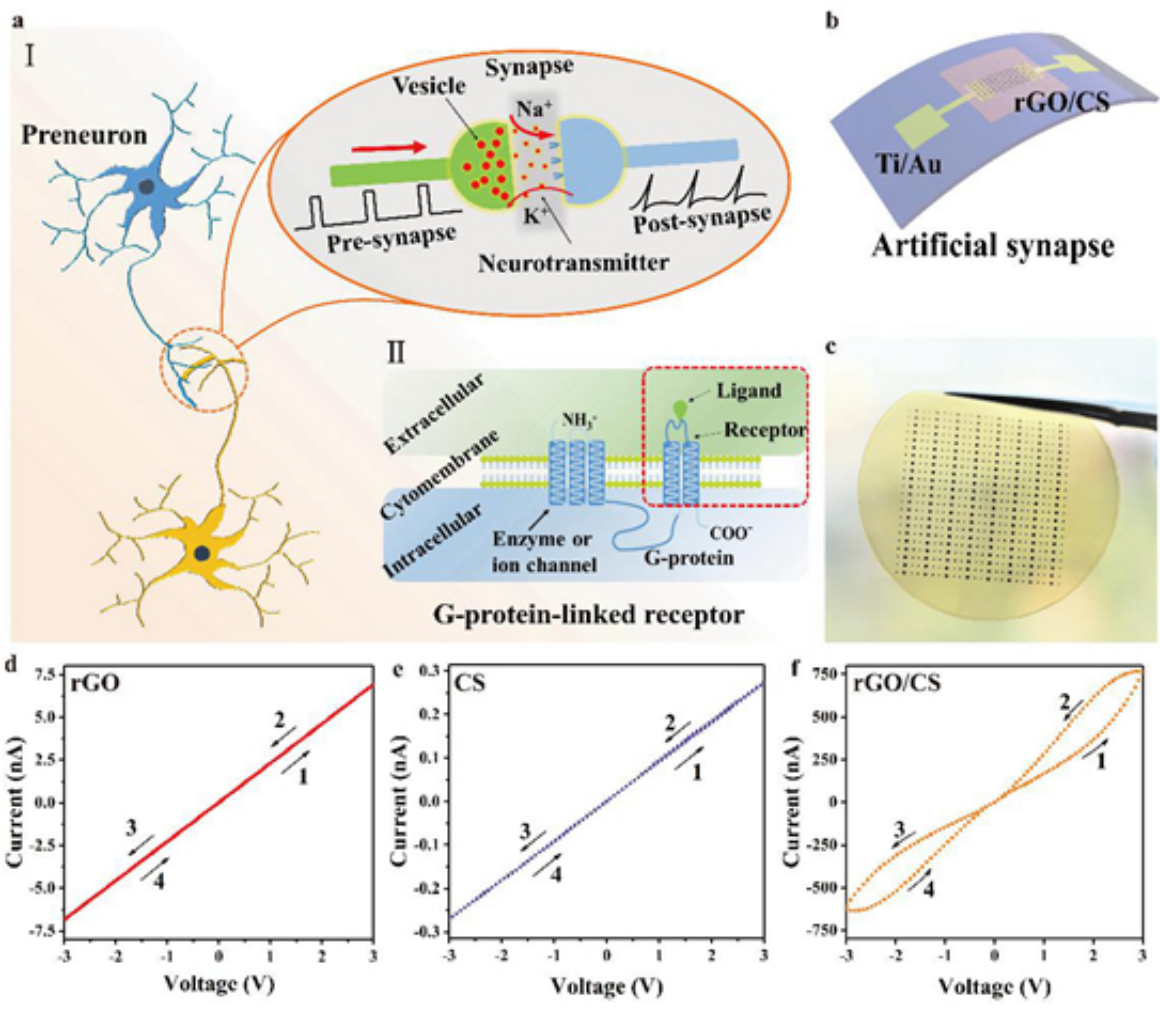 a
I
Preneuron
Synapse
Vesicle
Na⁺
K⁺
Pre-synapse
Post-synapse
Neurotransmitter
II
Extracellular
Cytomembrane
Intracellular
NH₃⁻
Ligand
Receptor
Enzyme or
ion channel
G-protein
COO⁻
G-protein-linked receptor
b
rGO/CS
Ti/Au
Artificial synapse
c
d
rGO
7.5
5.0
2.5
0.0
-2.5
-5.0
-7.5
Current (nA)
2
1
3
4
-3 -2 -1 0 1 2 3
Voltage (V)
e
CS
0.3
0.2
0.1
0.0
-0.1
-0.2
-0.3
Current (nA)
2
1
3
4
-3 -2 -1 0 1 2 3
Voltage (V)
f
rGO/CS
750
500
250
0
-250
-500
-750
Current (nA)
2
1
3
4
-3 -2 -1 0 1 2 3
Voltage (V)